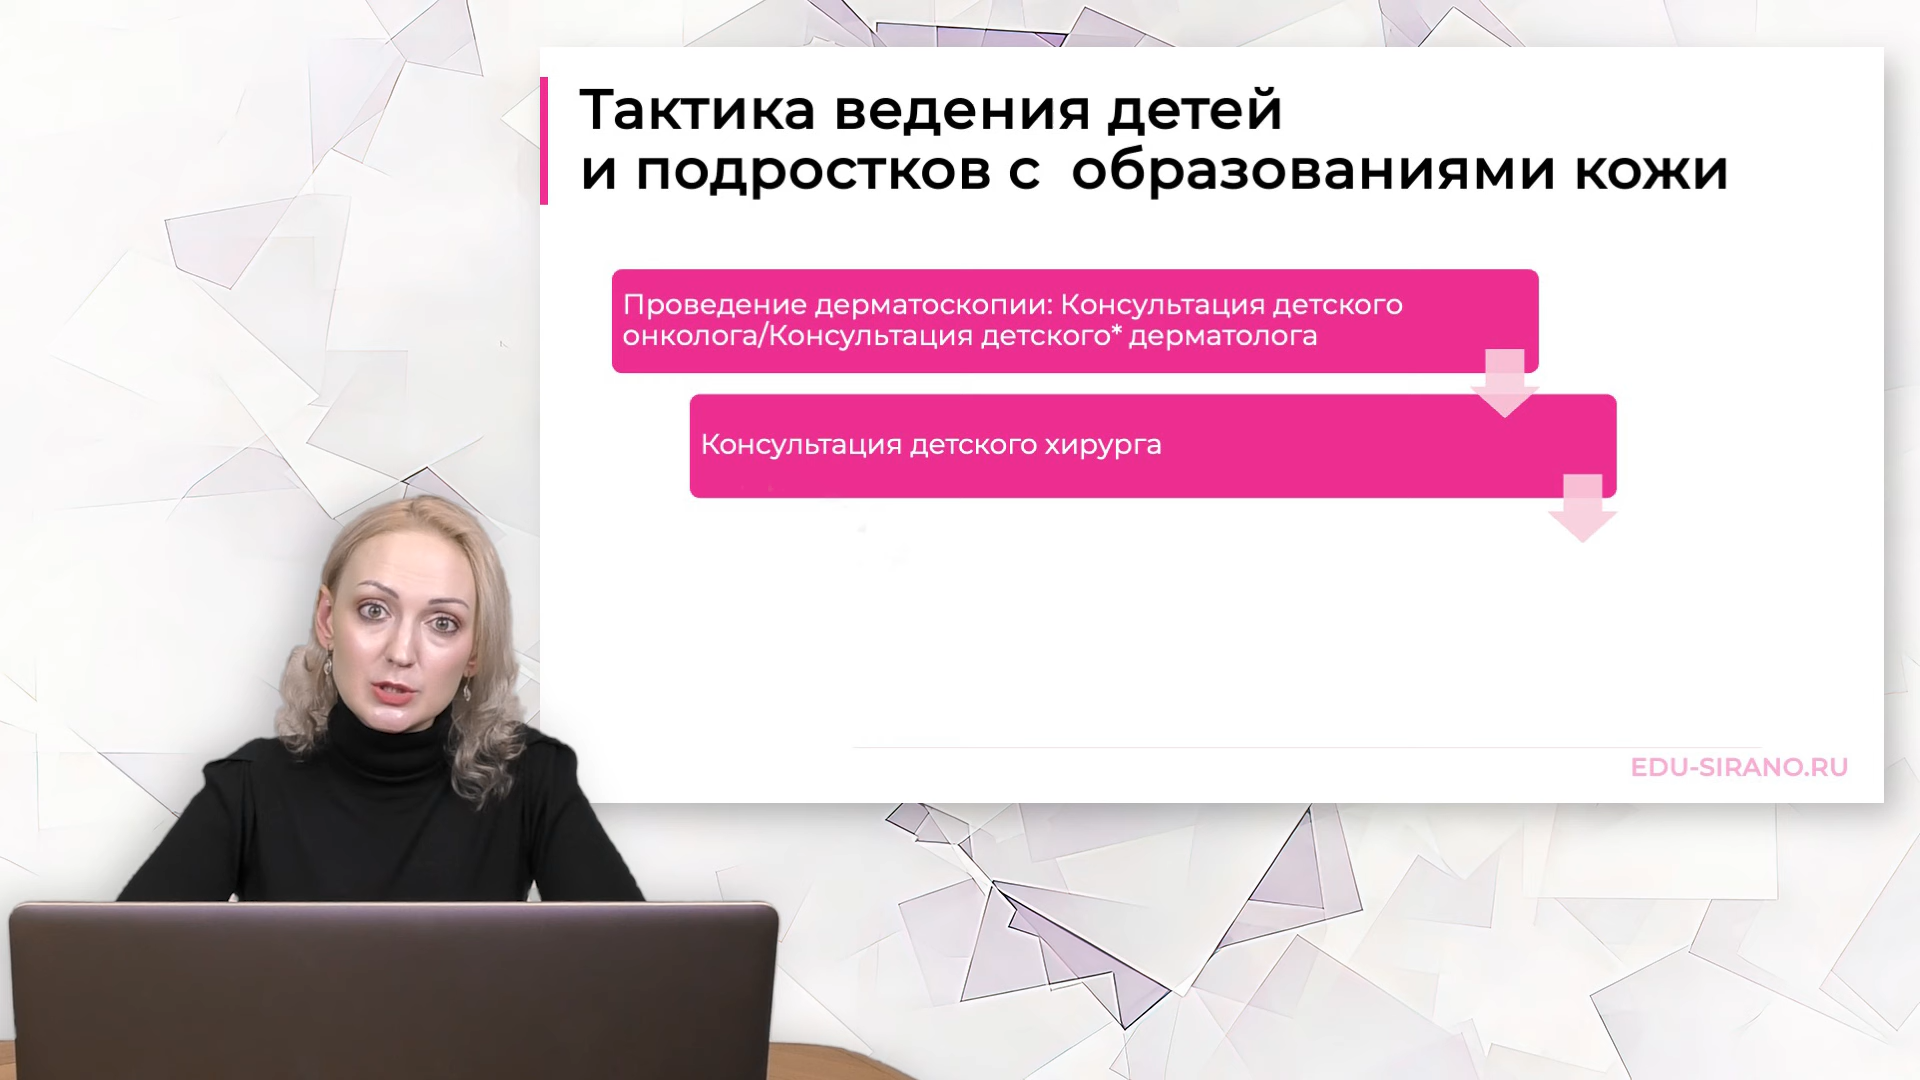 Тактика ведения детей
и подростков с  образованиями кожи
Проведение дерматоскопии: Консультация детского
онколога/Консультация детского* дерматолога
Консультация детского хирурга
EDU-SIRANO.RU